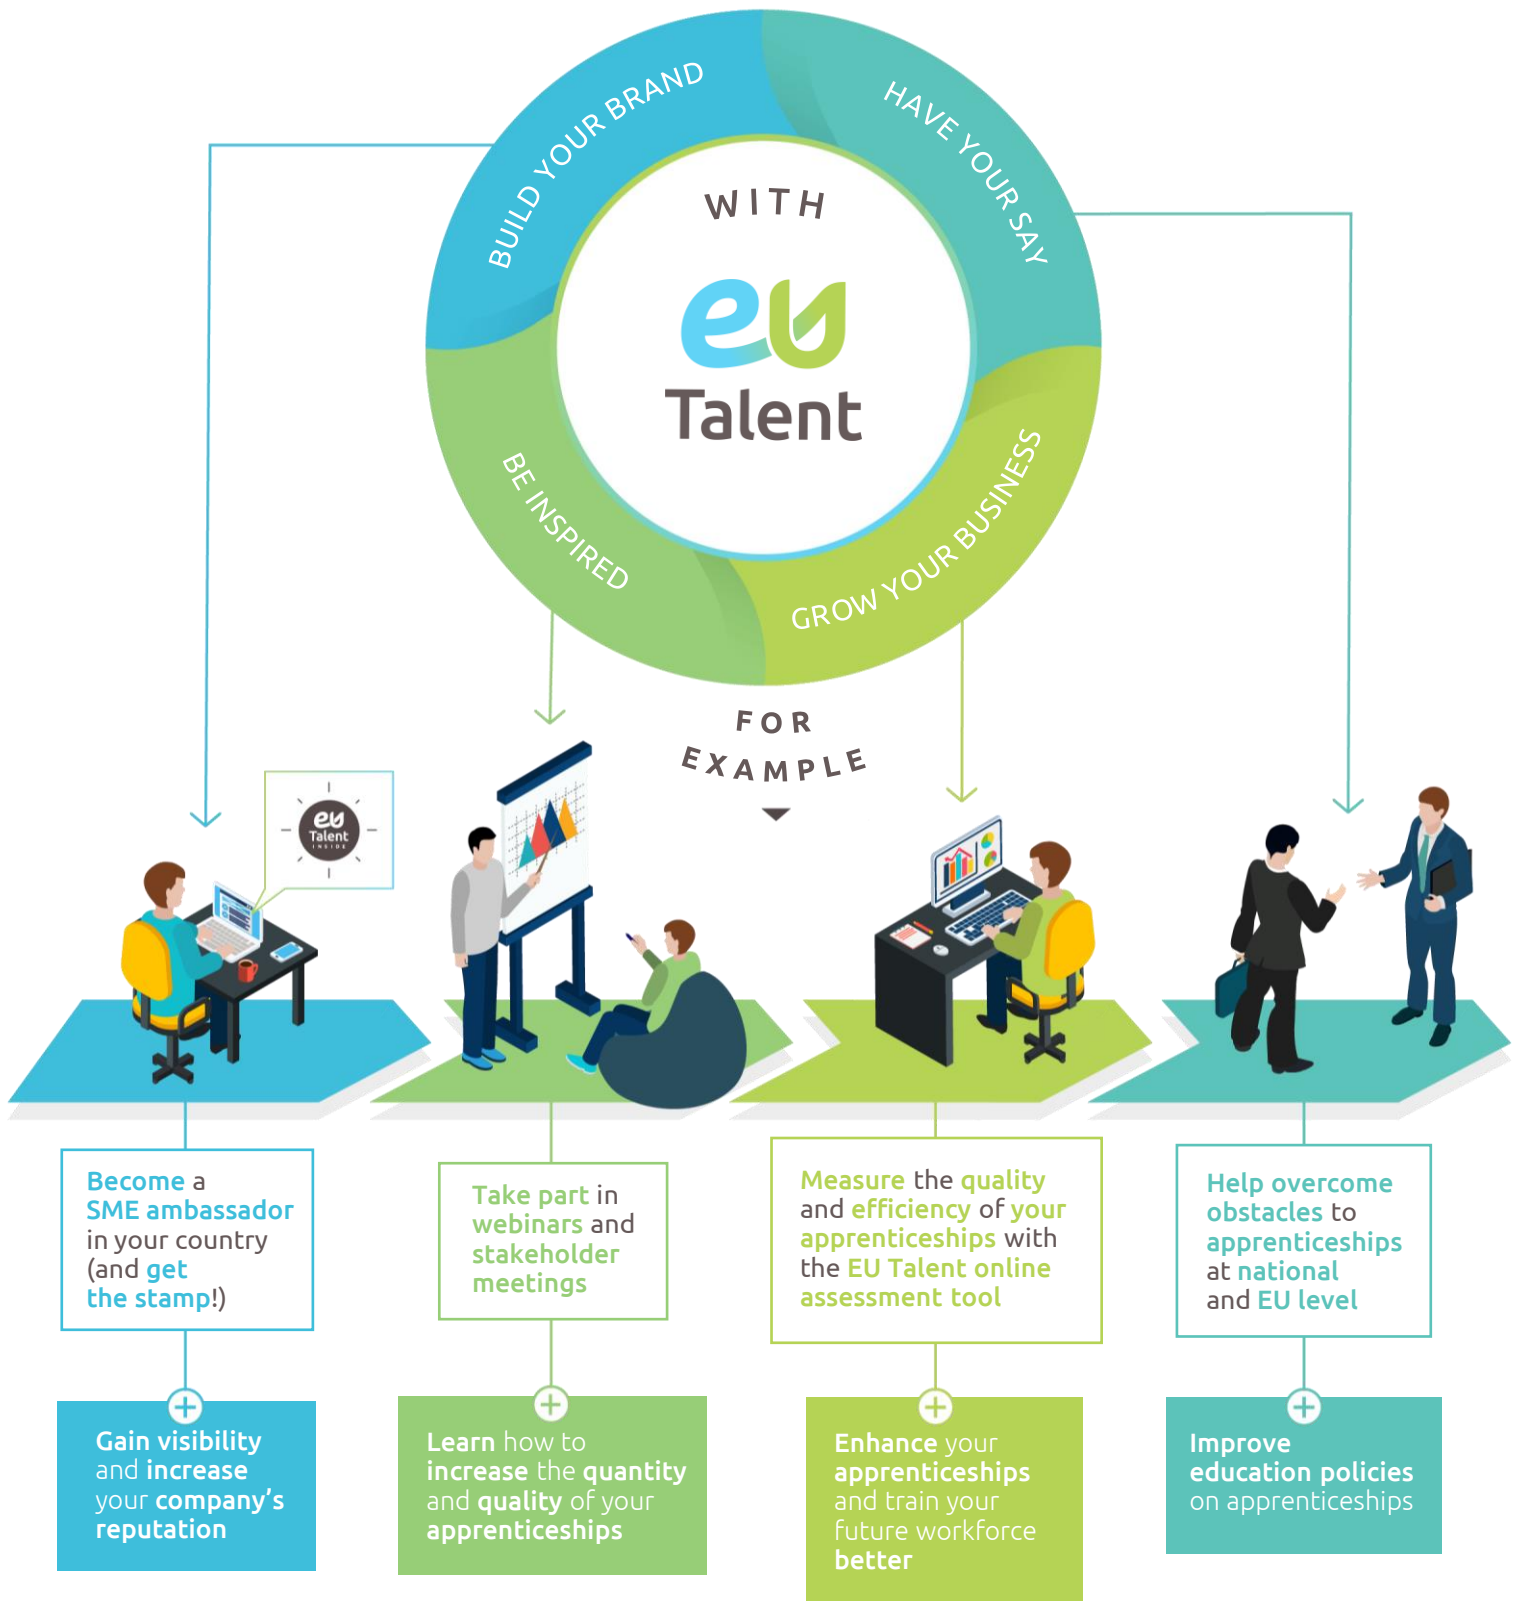 BUILD YOUR BRAND
HAVE YOUR SAY
BE INSPIRED
GROW YOUR BUSINESS
WITH
eu
Talent
FOR
EXAMPLE
eu
Talent
INSIDE
Become a
SME ambassador
in your country
(and get
the stamp!)
Gain visibility
and increase
your company’s
reputation
Take part in
webinars and
stakeholder
meetings
Learn how to
increase the quantity
and quality of your
apprenticeships
Measure the quality
and efficiency of your
apprenticeships with
the EU Talent online
assessment tool
Enhance your
apprenticeships
and train your
future workforce
better
Help overcome
obstacles to
apprenticeships
at national
and EU level
Improve
education policies
on apprenticeships